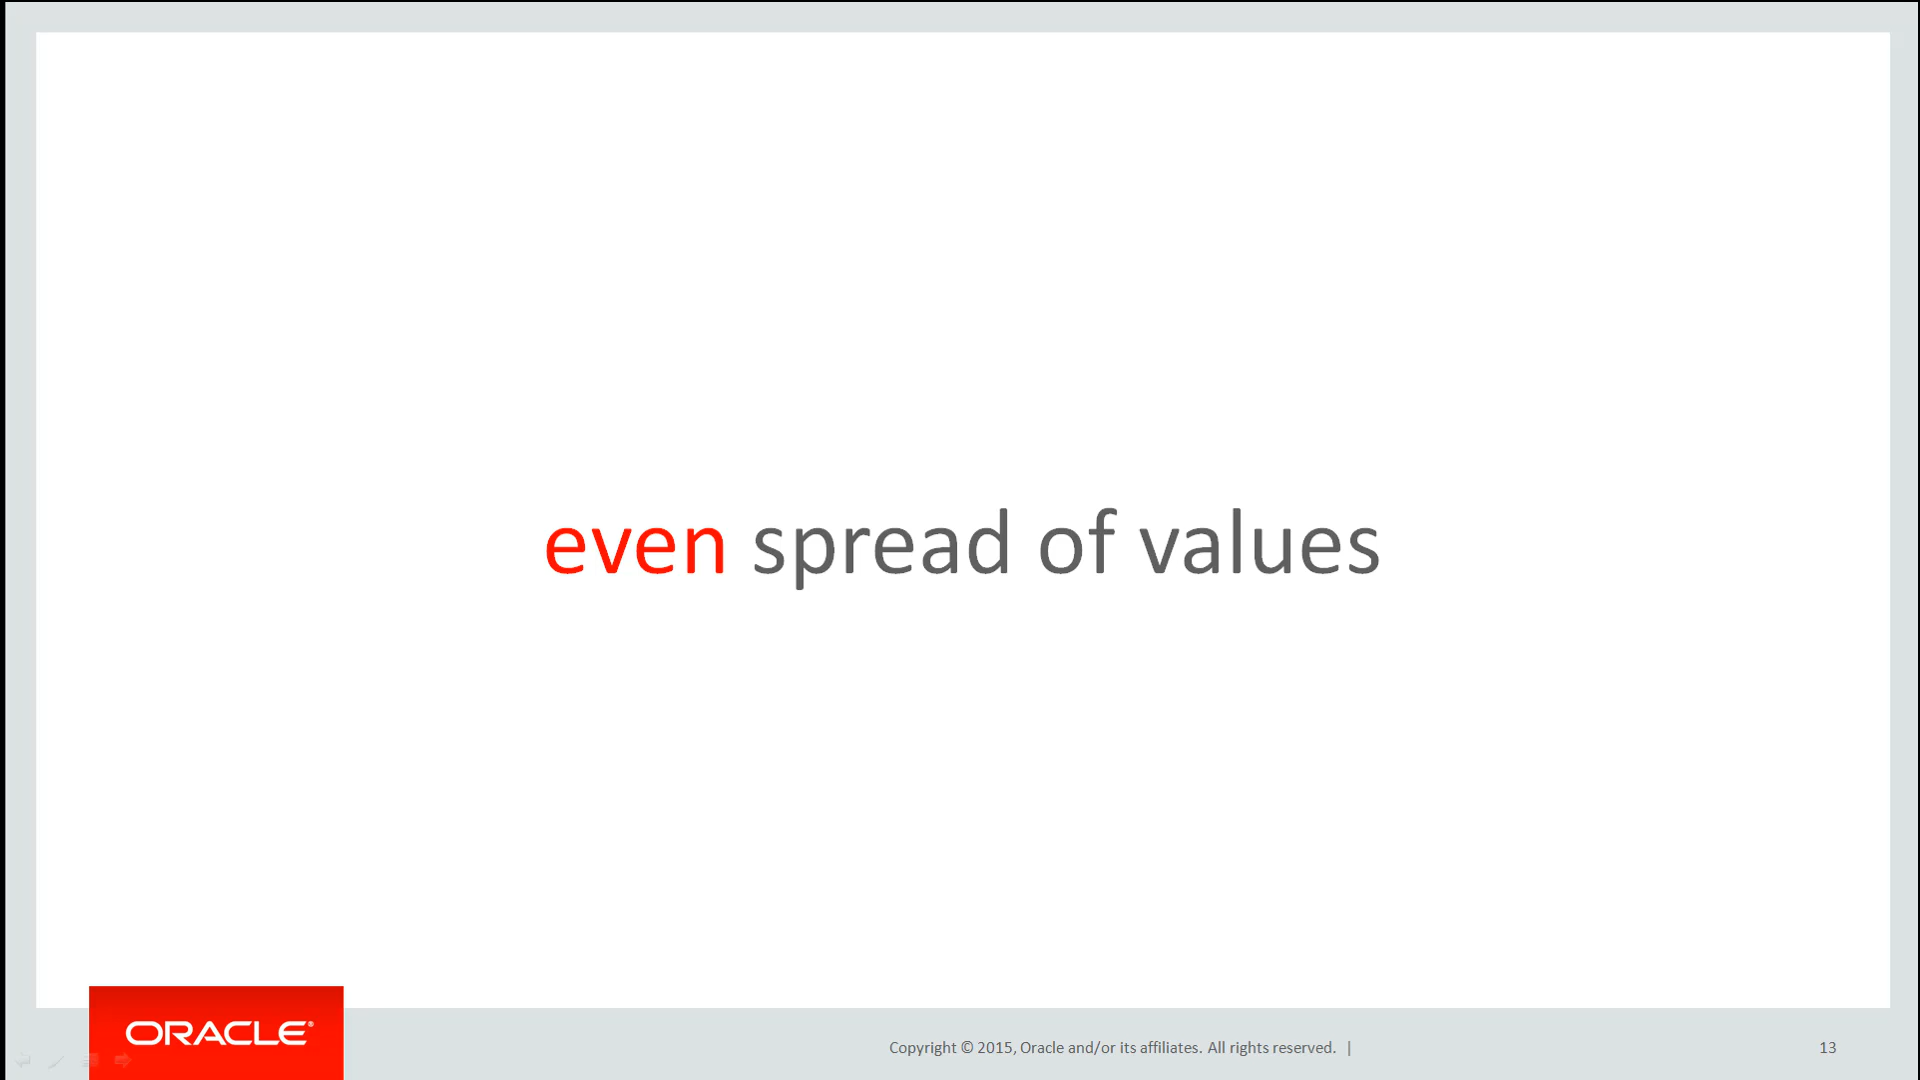 even spread of values
ORACLE®
Copyright © 2015, Oracle and/or its affiliates. All rights reserved. |
13